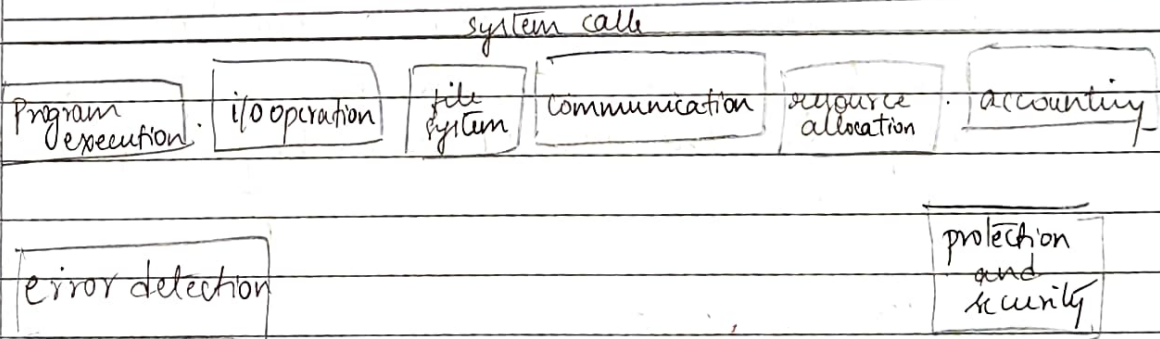 system calls
Program
execution.
i/o operation
file
system
communication
resource
allocation
accounting
error detection
protection
and
security